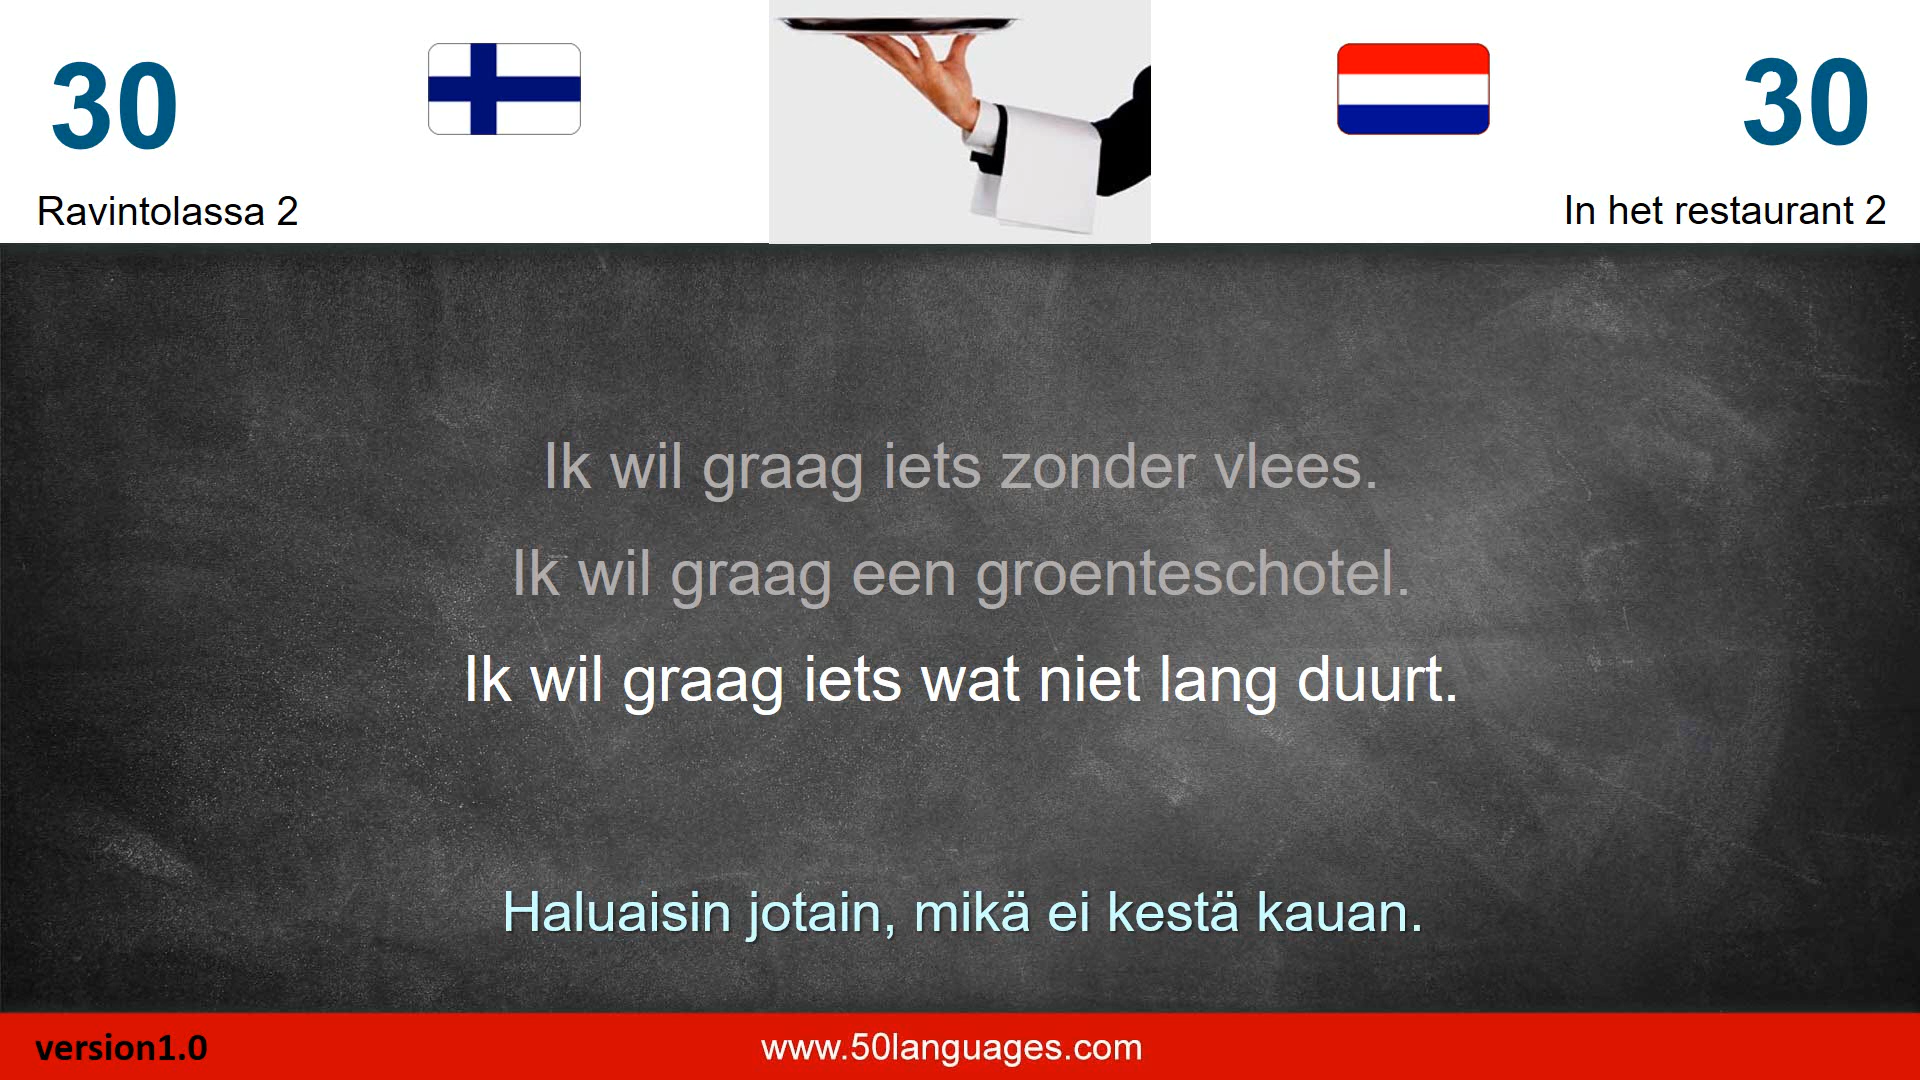 30
30
Ravintolassa 2
In het restaurant 2
Ik wil graag iets zonder vlees.
Ik wil graag een groenteschotel.
Ik wil graag iets wat niet lang duurt.
Haluaisin jotain, mikä ei kestä kauan.
version1.0
www.50languages.com